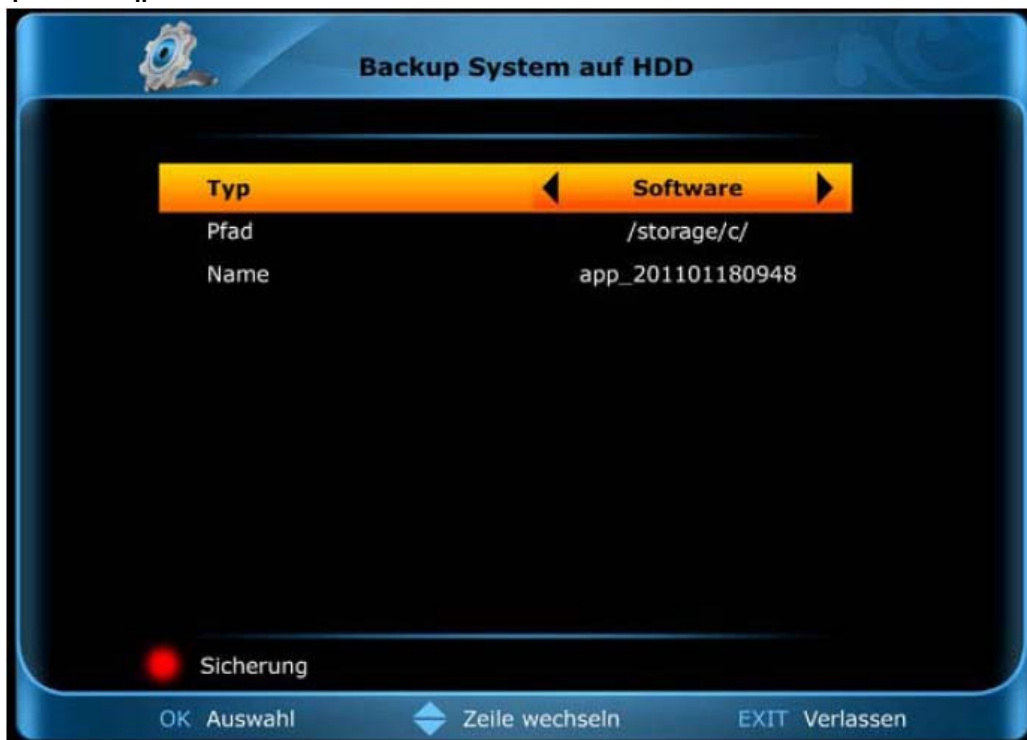 Backup System auf HDD
Typ Software
Pfad /storage/c/
Name app_201101180948
Sicherung
OK Auswahl Zeile wechseln EXIT Verlassen